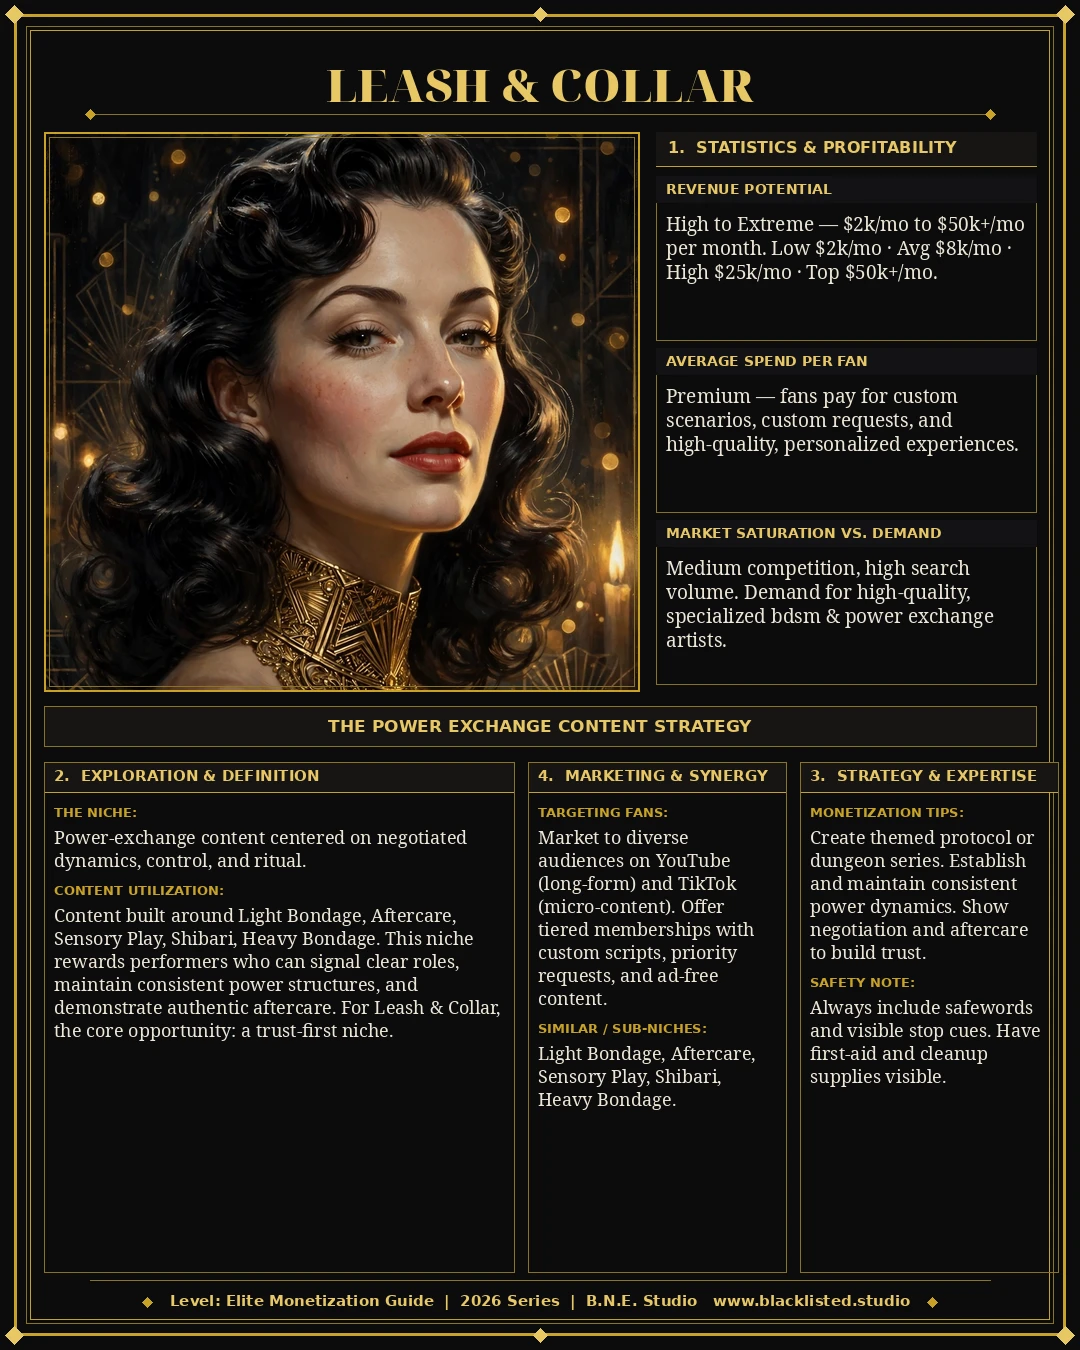 LEASH & COLLAR
1. STATISTICS & PROFITABILITY
REVENUE POTENTIAL
High to Extreme — $2k/mo to $50k+/mo
per month. Low $2k/mo · Avg $8k/mo ·
High $25k/mo · Top $50k+/mo.
AVERAGE SPEND PER FAN
Premium — fans pay for custom
scenarios, custom requests, and
high-quality, personalized experiences.
MARKET SATURATION VS. DEMAND
Medium competition, high search
volume. Demand for high-quality,
specialized bdsm & power exchange
artists.
THE POWER EXCHANGE CONTENT STRATEGY
2. EXPLORATION & DEFINITION
THE NICHE:
Power-exchange content centered on negotiated
dynamics, control, and ritual.
CONTENT UTILIZATION:
Content built around Light Bondage, Aftercare,
Sensory Play, Shibari, Heavy Bondage. This niche
rewards performers who can signal clear roles,
maintain consistent power structures, and
demonstrate authentic aftercare. For Leash & Collar,
the core opportunity: a trust-first niche.
4. MARKETING & SYNERGY
TARGETING FANS:
Market to diverse
audiences on YouTube
(long-form) and TikTok
(micro-content). Offer
tiered memberships with
custom scripts, priority
requests, and ad-free
content.
SIMILAR / SUB-NICHES:
Light Bondage, Aftercare,
Sensory Play, Shibari,
Heavy Bondage.
3. STRATEGY & EXPERTISE
MONETIZATION TIPS:
Create themed protocol or
dungeon series. Establish
and maintain consistent
power dynamics. Show
negotiation and aftercare
to build trust.
SAFETY NOTE:
Always include safewords
and visible stop cues. Have
first-aid and cleanup
supplies visible.
Level: Elite Monetization Guide | 2026 Series | B.N.E. Studio www.blacklisted.studio